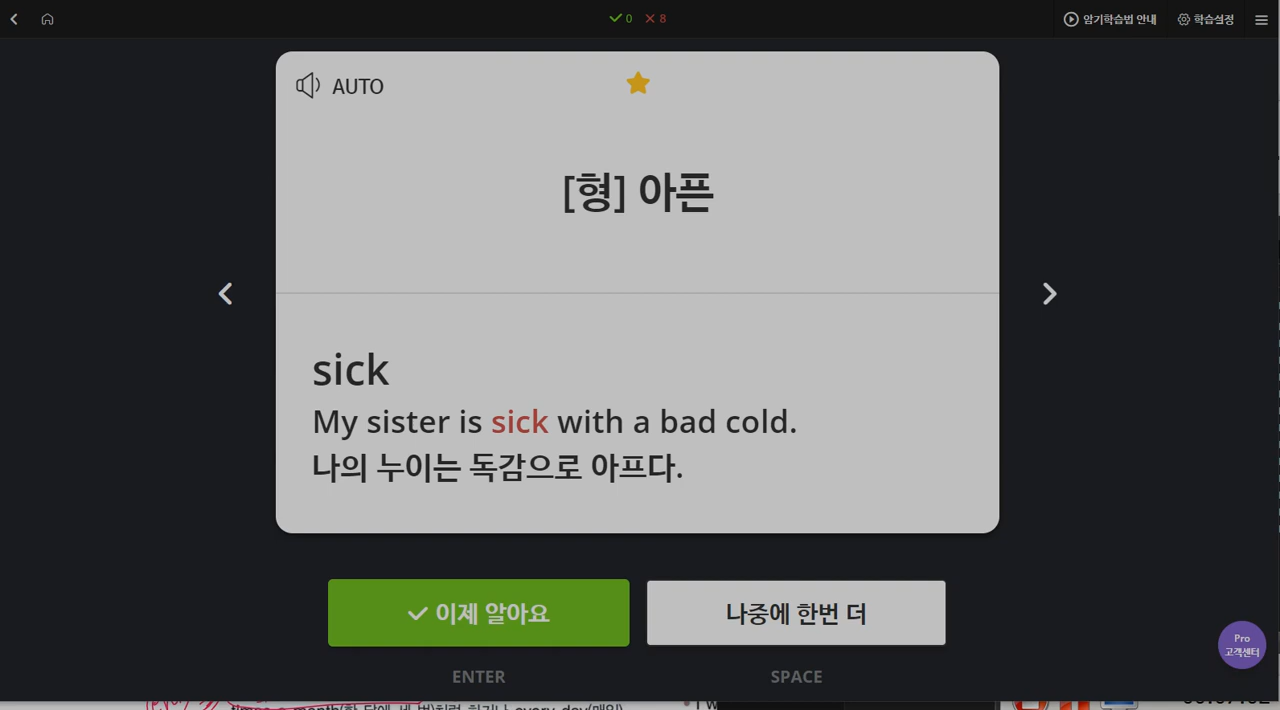 0 8 암기학습법 안내 학습설정
AUTO
[형] 아픈
sick
My sister is sick with a bad cold.
나의 누이는 독감으로 아프다.
이제 알아요 나중에 한번 더
ENTER SPACE
Pro
고객센터